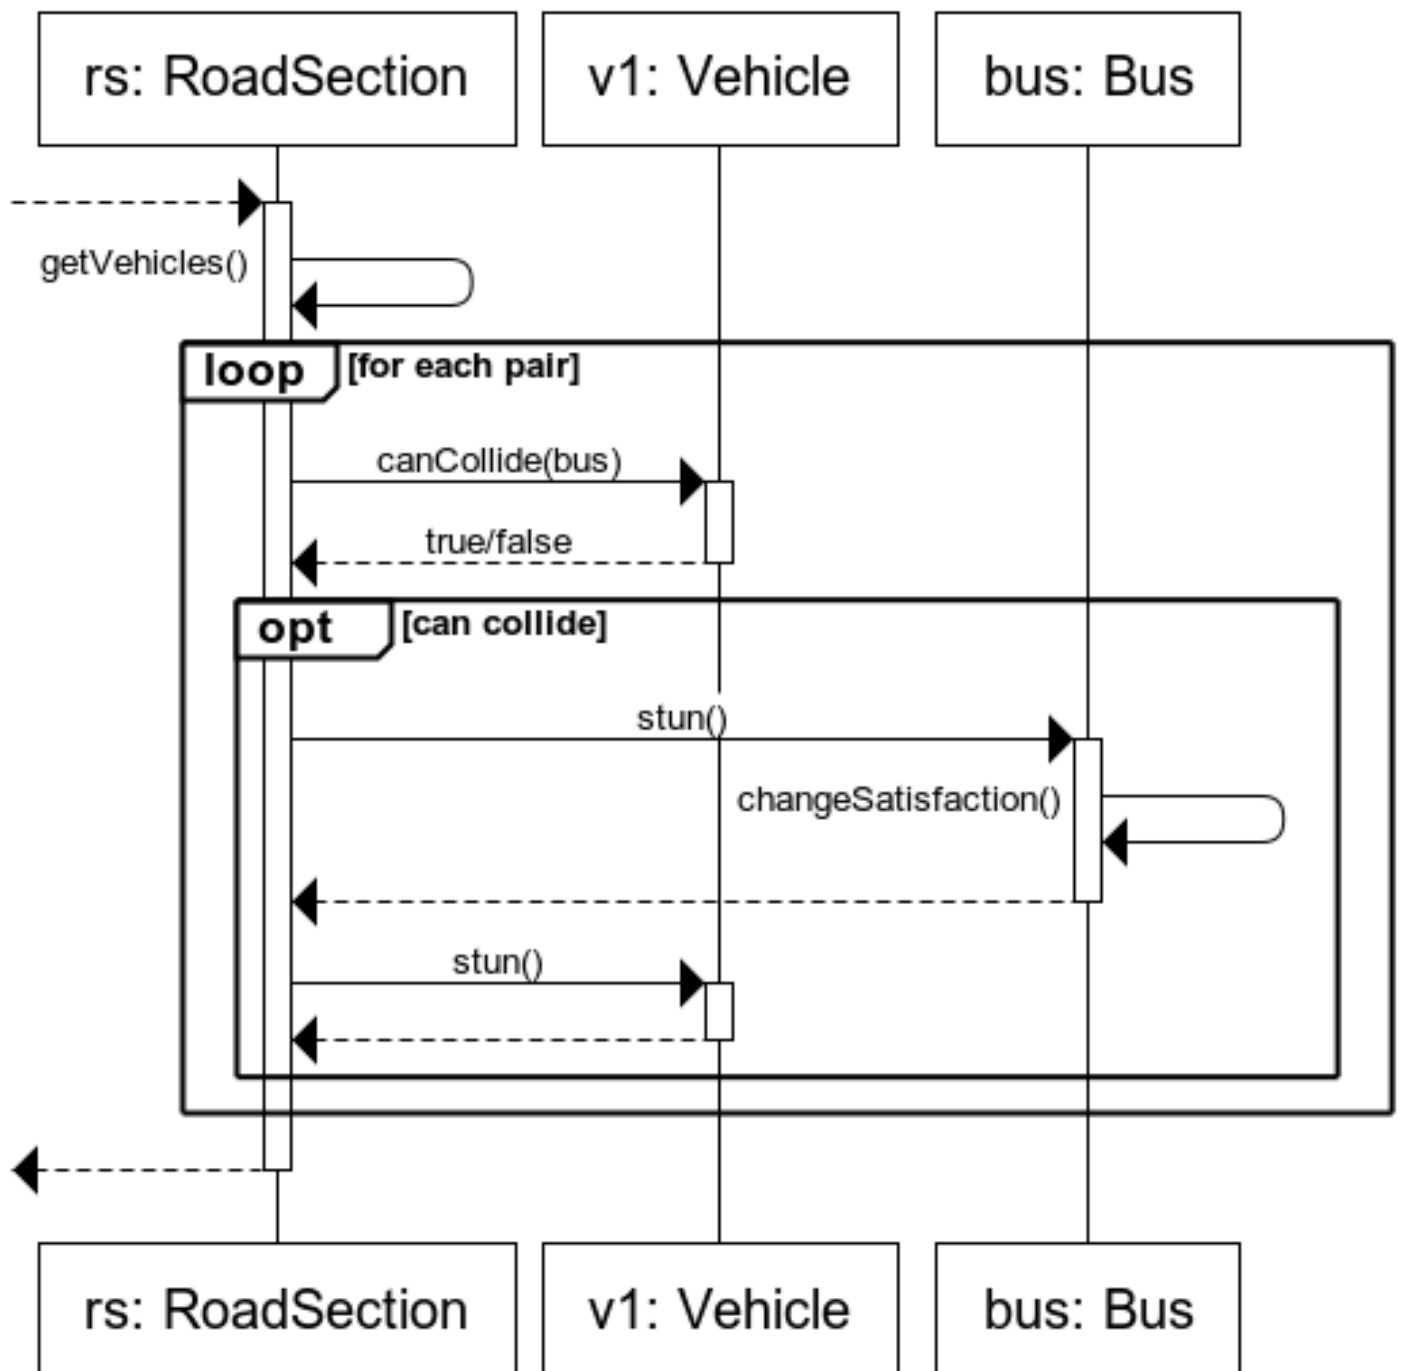 rs: RoadSection
v1: Vehicle
bus: Bus
getVehicles()
loop [for each pair]
canCollide(bus)
true/false
opt [can collide]
stun()
changeSatisfaction()
stun()
rs: RoadSection
v1: Vehicle
bus: Bus